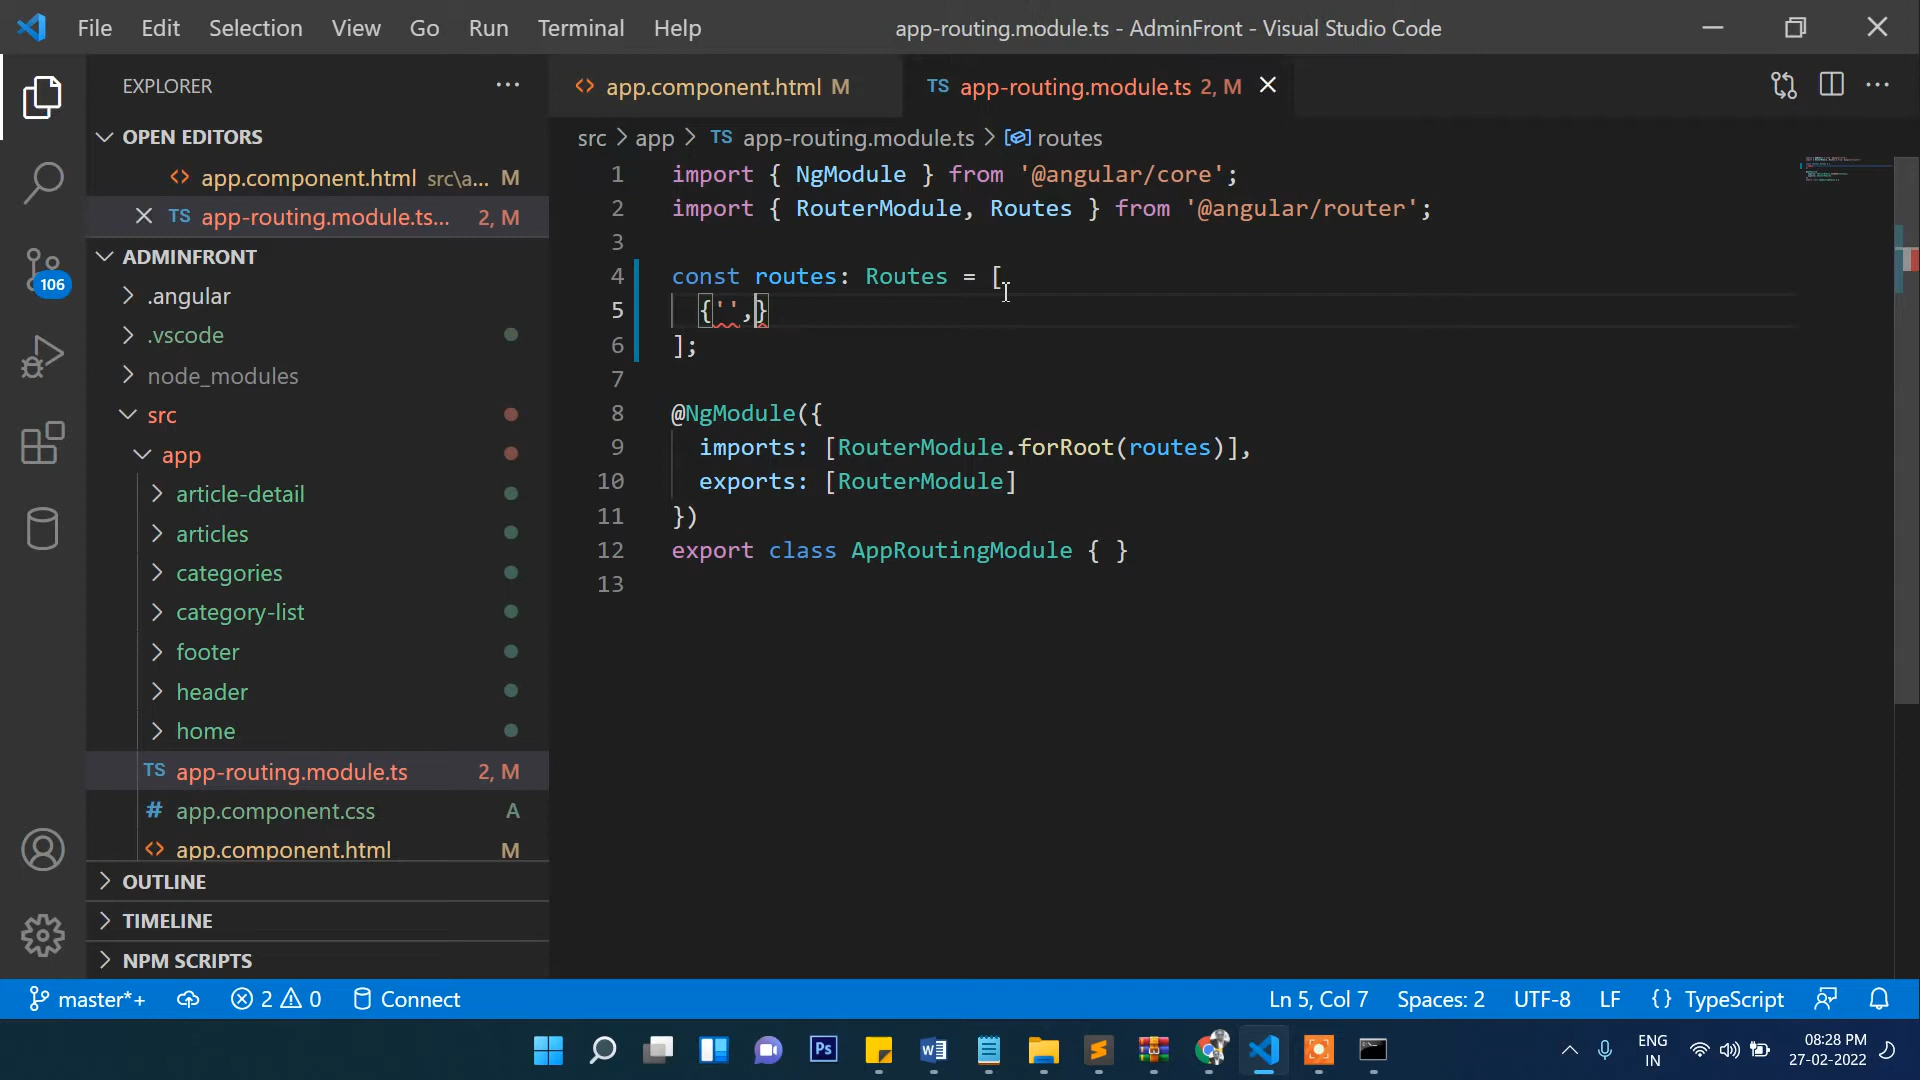 File Edit Selection View Go Run Terminal Help app-routing.module.ts - AdminFront - Visual Studio Code
EXPLORER
OPEN EDITORS
app.component.html src\a... M
TS app-routing.module.ts... 2, M
ADMINFRONT
.angular
.vscode
node_modules
src
app
article-detail
articles
categories
category-list
footer
header
home
TS app-routing.module.ts 2, M
# app.component.css A
<> app.component.html M
OUTLINE
TIMELINE
NPM SCRIPTS
106
<> app.component.html M
TS app-routing.module.ts 2, M
src > app > TS app-routing.module.ts > routes
1 import { NgModule } from '@angular/core';
2 import { RouterModule, Routes } from '@angular/router';
3
4 const routes: Routes = [
5 {'',}
6 ];
7
8 @NgModule({
9 imports: [RouterModule.forRoot(routes)],
10 exports: [RouterModule]
11 })
12 export class AppRoutingModule { }
13
master*+ 2 0 Connect Ln 5, Col 7 Spaces: 2 UTF-8 LF {} TypeScript
Ps
ENG
IN
08:28 PM
27-02-2022